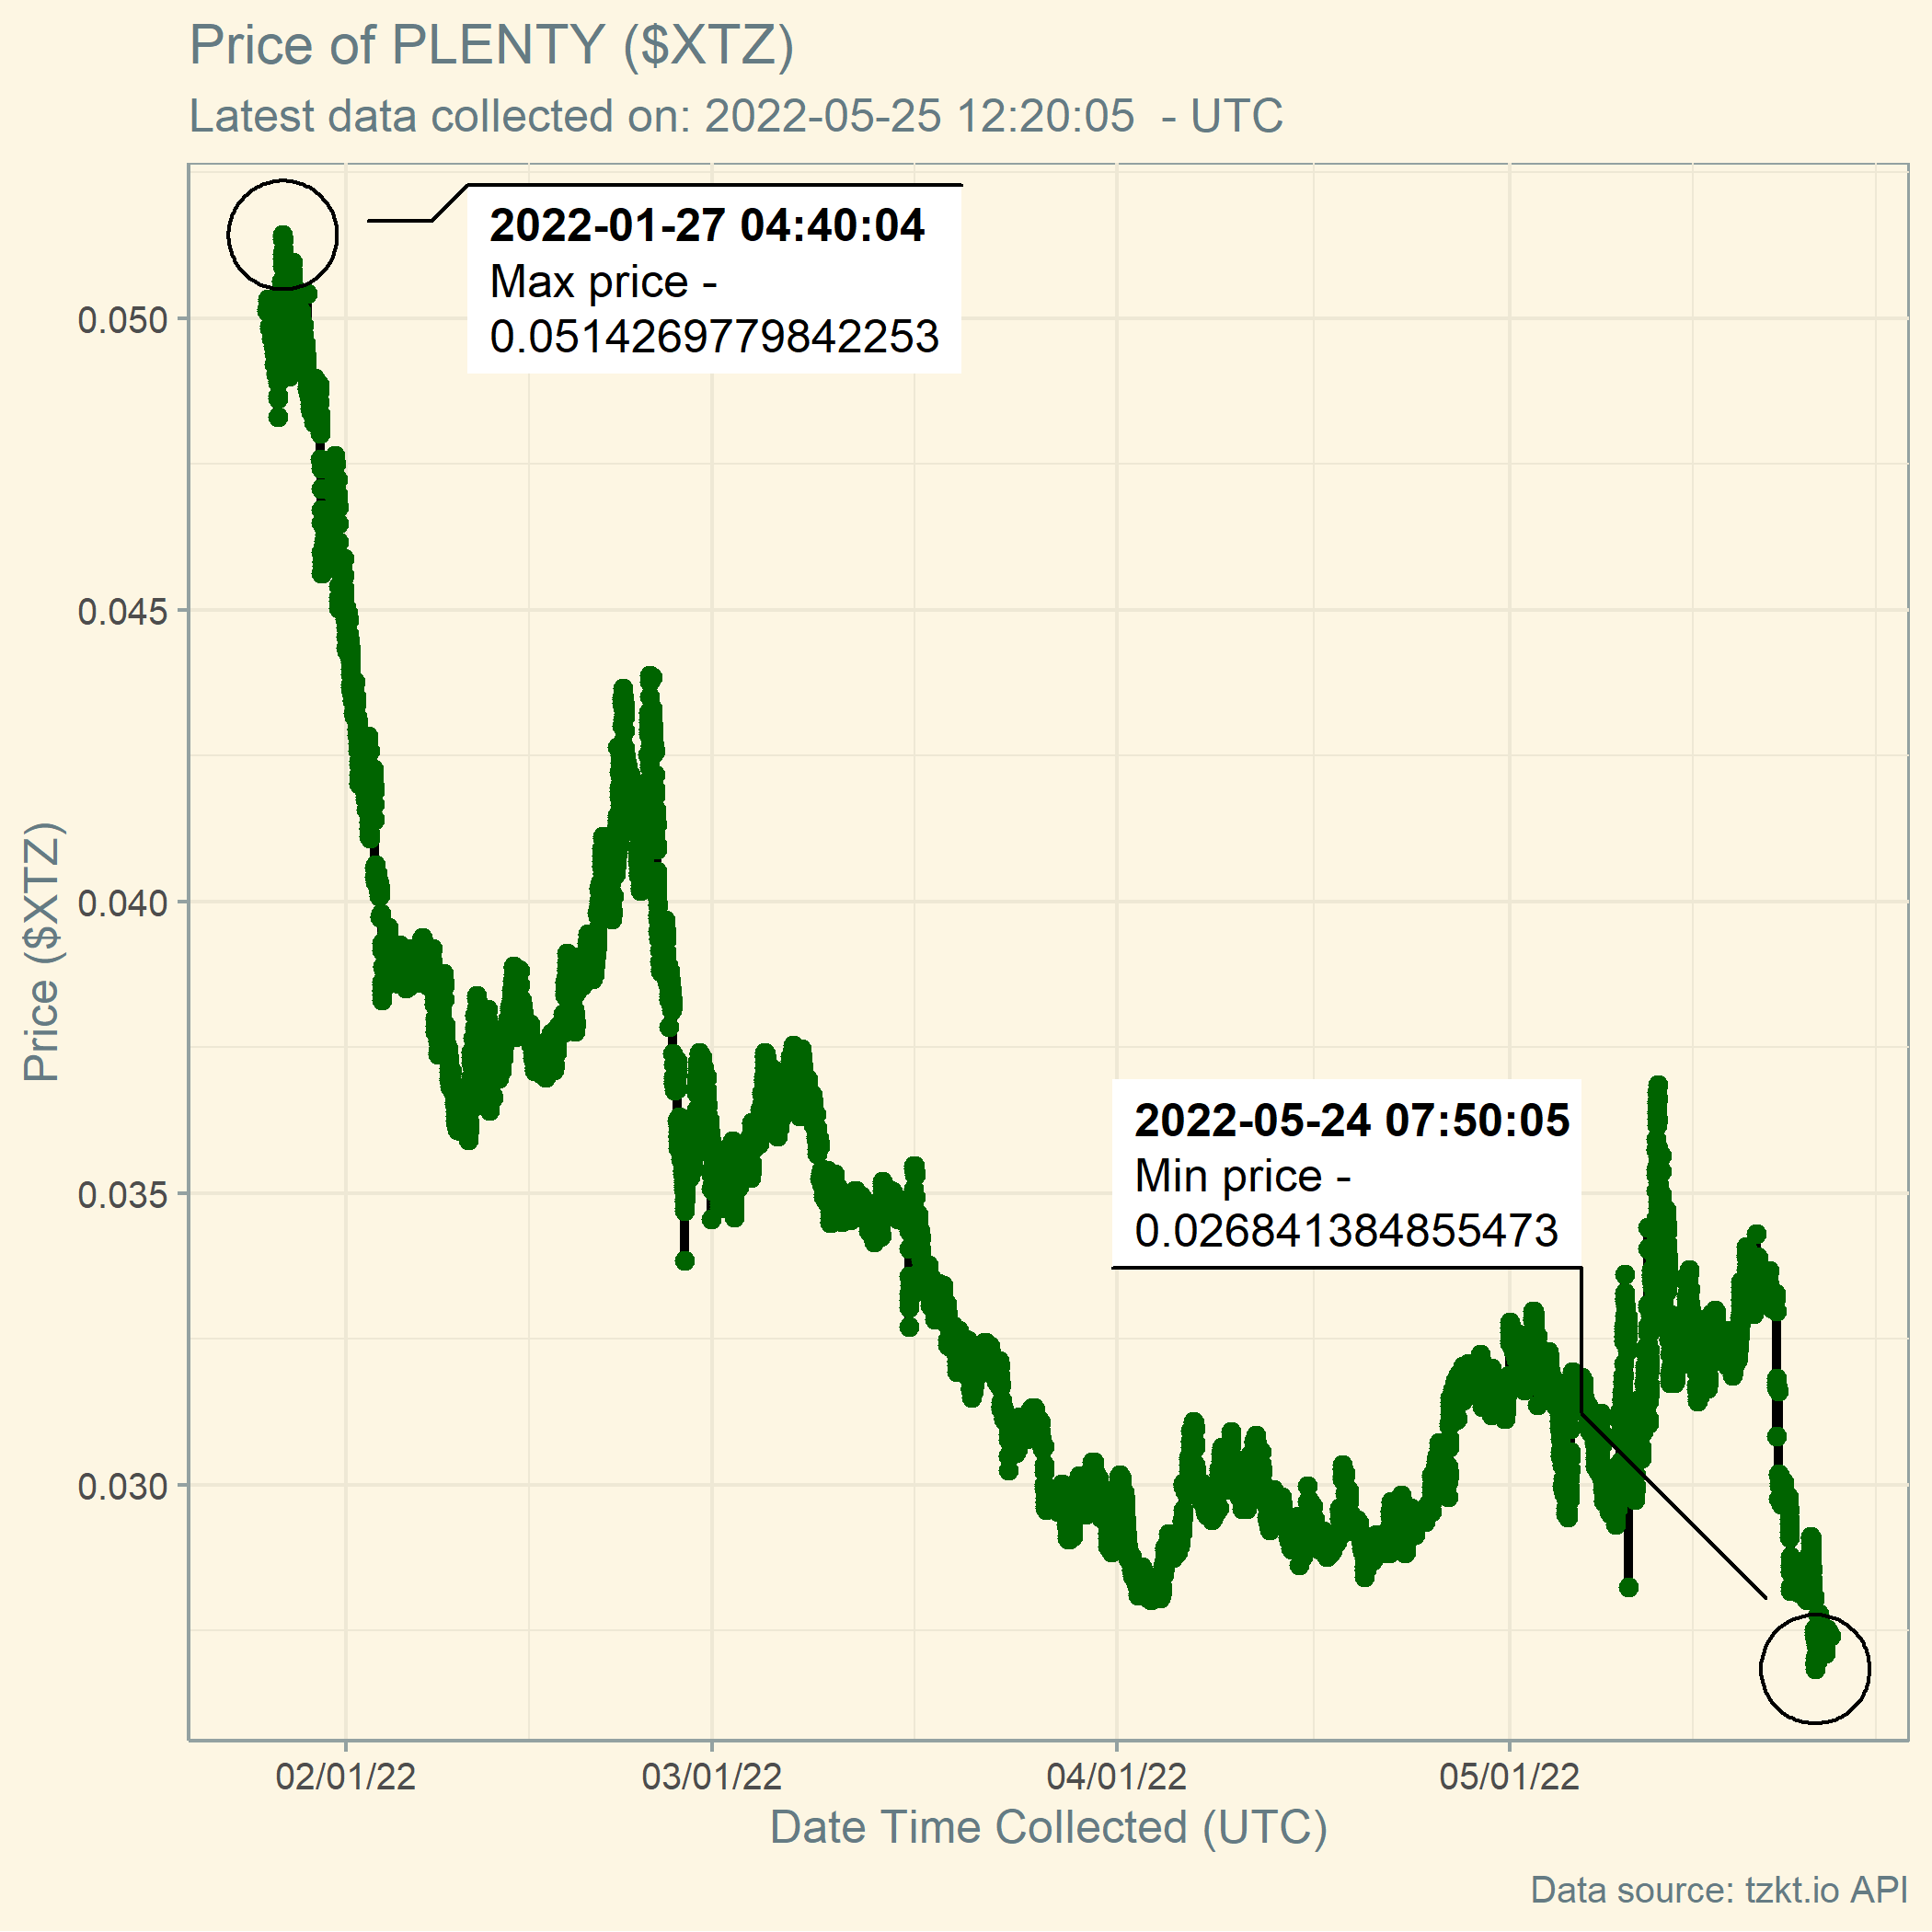 Price of PLENTY ($XTZ)
Latest data collected on: 2022-05-25 12:20:05  - UTC
2022-01-27 04:40:04
Max price -
0.0514269779842253
0.050
0.045
0.040
0.035
0.030
Price ($XTZ)
2022-05-24 07:50:05
Min price -
0.026841384855473
02/01/22
03/01/22
04/01/22
05/01/22
Date Time Collected (UTC)
Data source: tzkt.io API